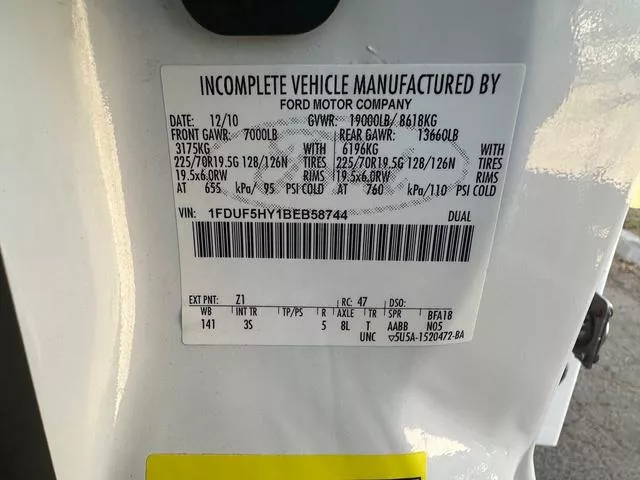 INCOMPLETE VEHICLE MANUFACTURED BY
FORD MOTOR COMPANY
DATE: 12/10 GVWR: 19000LB/ 8618KG
FRONT GAWR: 7000LB REAR GAWR: 13660LB
3175KG WITH 6196KG WITH
225/70R19.5G 128/126N TIRES 225/70R19.5G 128/126N TIRES
19.5x6.0RW RIMS 19.5x6.0RW RIMS
AT 655 kPa/ 95 PSI COLD AT 760 kPa/110 PSI COLD
VIN: 1FDUF5HY1BEB58744 DUAL
EXT PNT: Z1 RC: 47 DSO:
WB INT TR TP/PS R AXLE TR SPR BFA1B
141 3S 5 8L T AABB N05
UNC ▽5U5A-1520472-BA